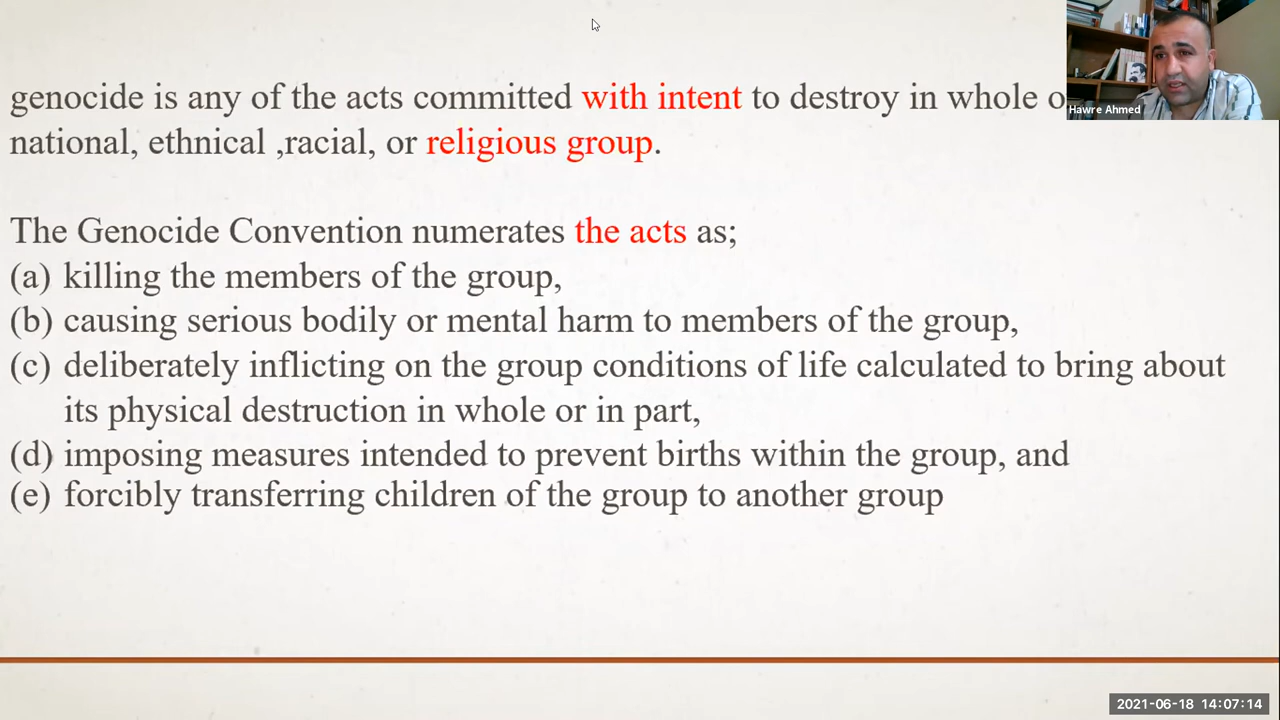 genocide is any of the acts committed with intent to destroy in whole o
national, ethnical ,racial, or religious group.
The Genocide Convention numerates the acts as;
(a) killing the members of the group,
(b) causing serious bodily or mental harm to members of the group,
(c) deliberately inflicting on the group conditions of life calculated to bring about
its physical destruction in whole or in part,
(d) imposing measures intended to prevent births within the group, and
(e) forcibly transferring children of the group to another group
Hawre Ahmed
2021-06-18 14:07:14